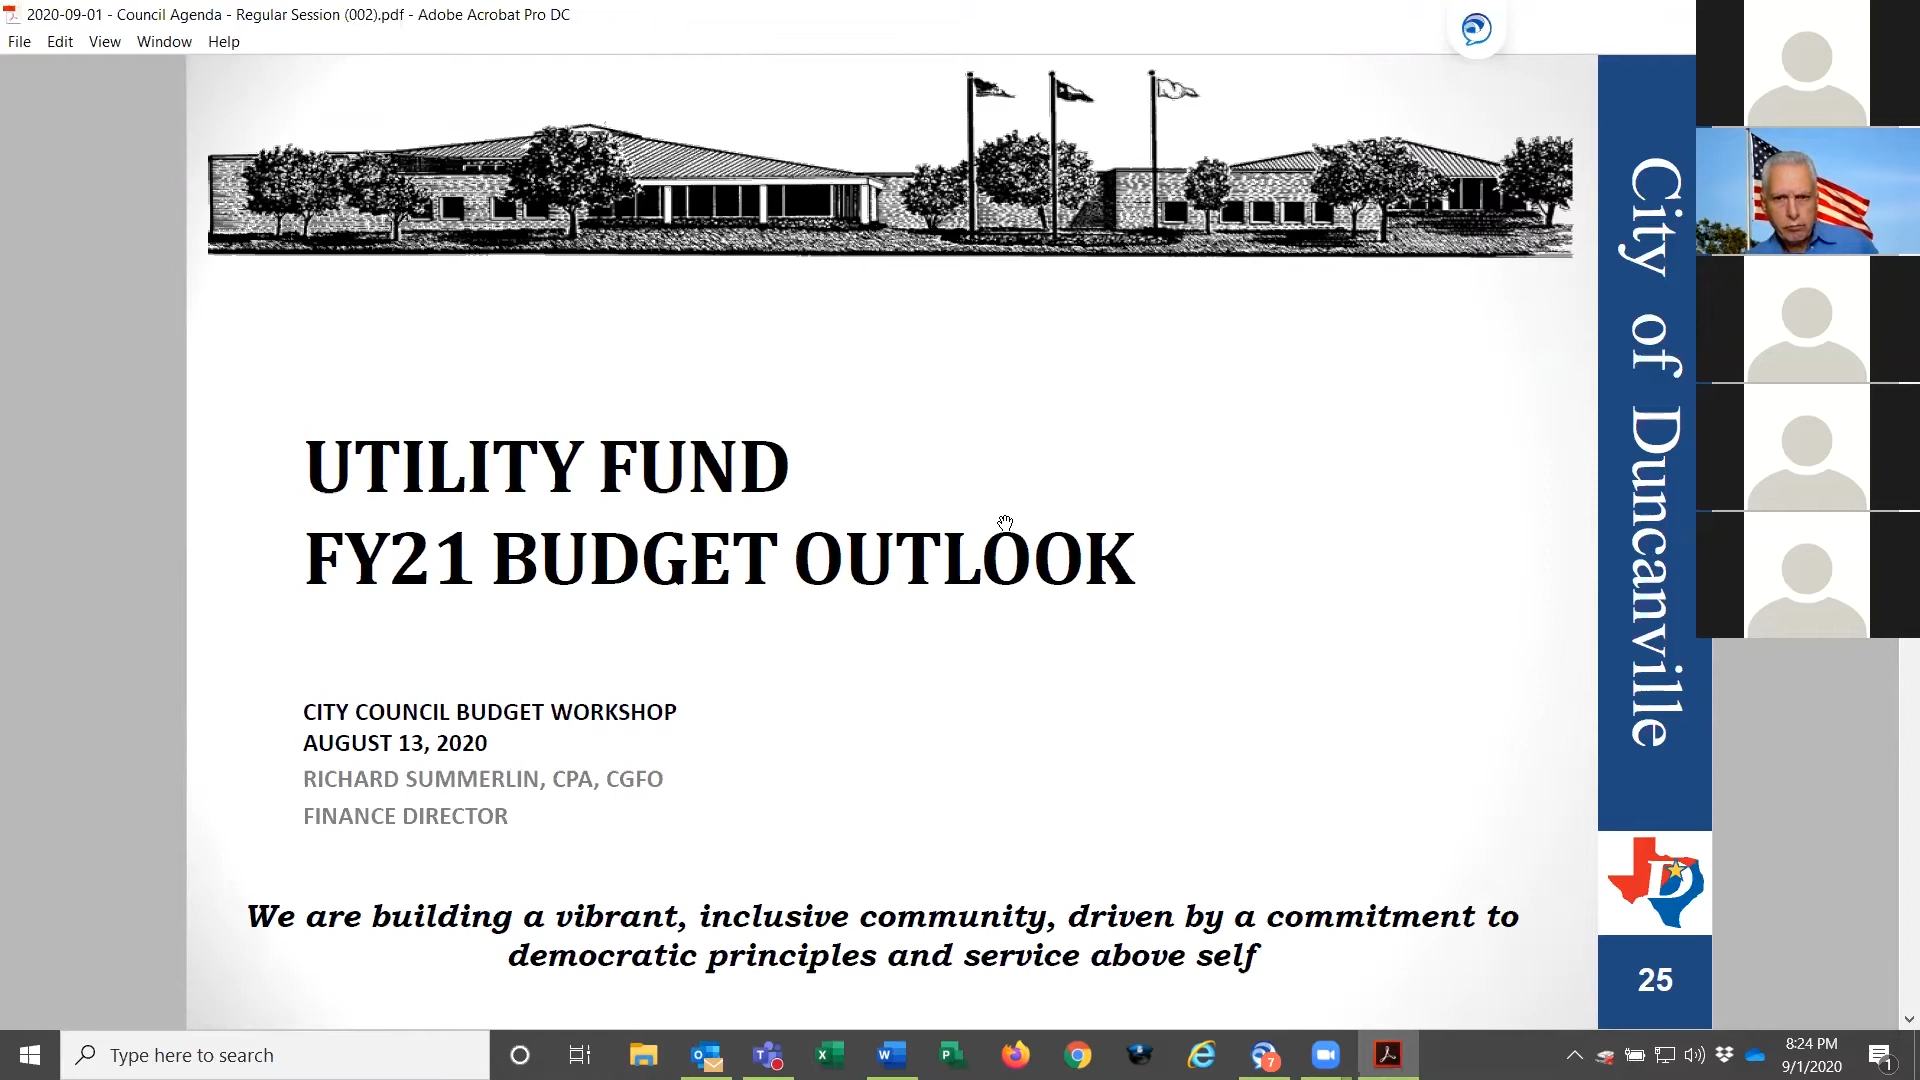 2020-09-01 - Council Agenda - Regular Session (002).pdf - Adobe Acrobat Pro DC
File Edit View Window Help
City of Duncanville
UTILITY FUND
FY21 BUDGET OUTLOOK
CITY COUNCIL BUDGET WORKSHOP
AUGUST 13, 2020
RICHARD SUMMERLIN, CPA, CGFO
FINANCE DIRECTOR
We are building a vibrant, inclusive community, driven by a commitment to
democratic principles and service above self
D
25
Type here to search
7
8:24 PM
9/1/2020
1